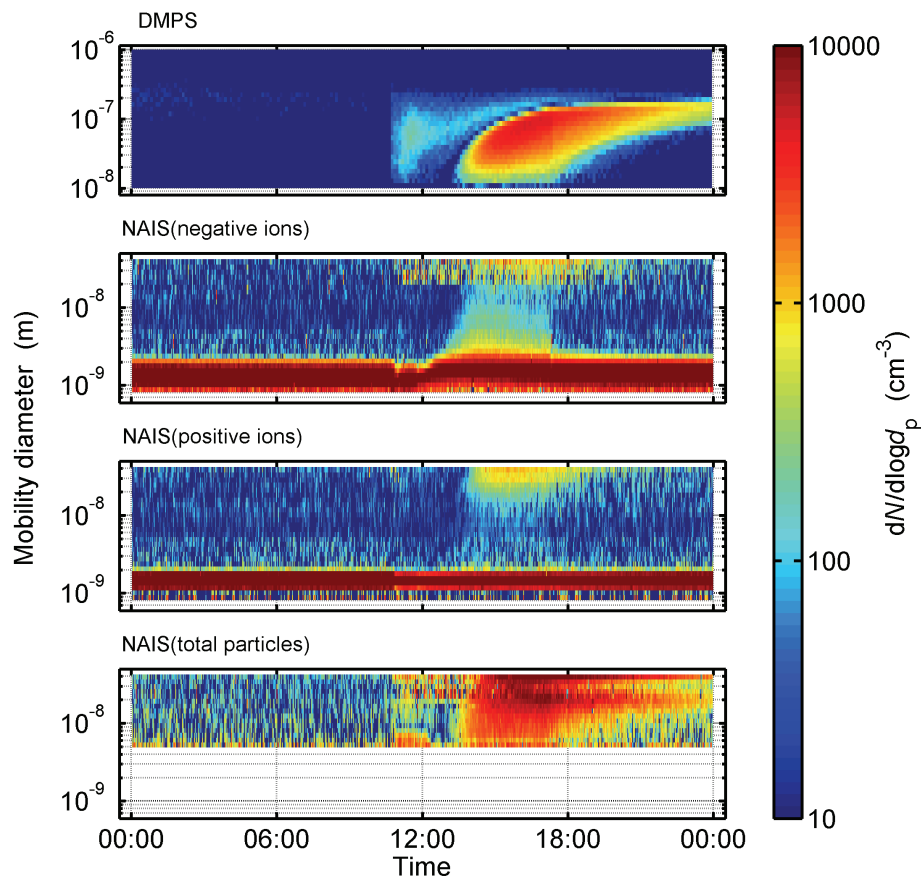 DMPS
10⁻⁶
10⁻⁷
10⁻⁸
NAIS(negative ions)
10⁻⁸
10⁻⁹
NAIS(positive ions)
10⁻⁸
10⁻⁹
NAIS(total particles)
10⁻⁸
10⁻⁹
00:00 06:00 12:00 18:00 00:00
Time
Mobility diameter (m)
10000
1000
100
10
dN/dlogdₚ (cm⁻³)